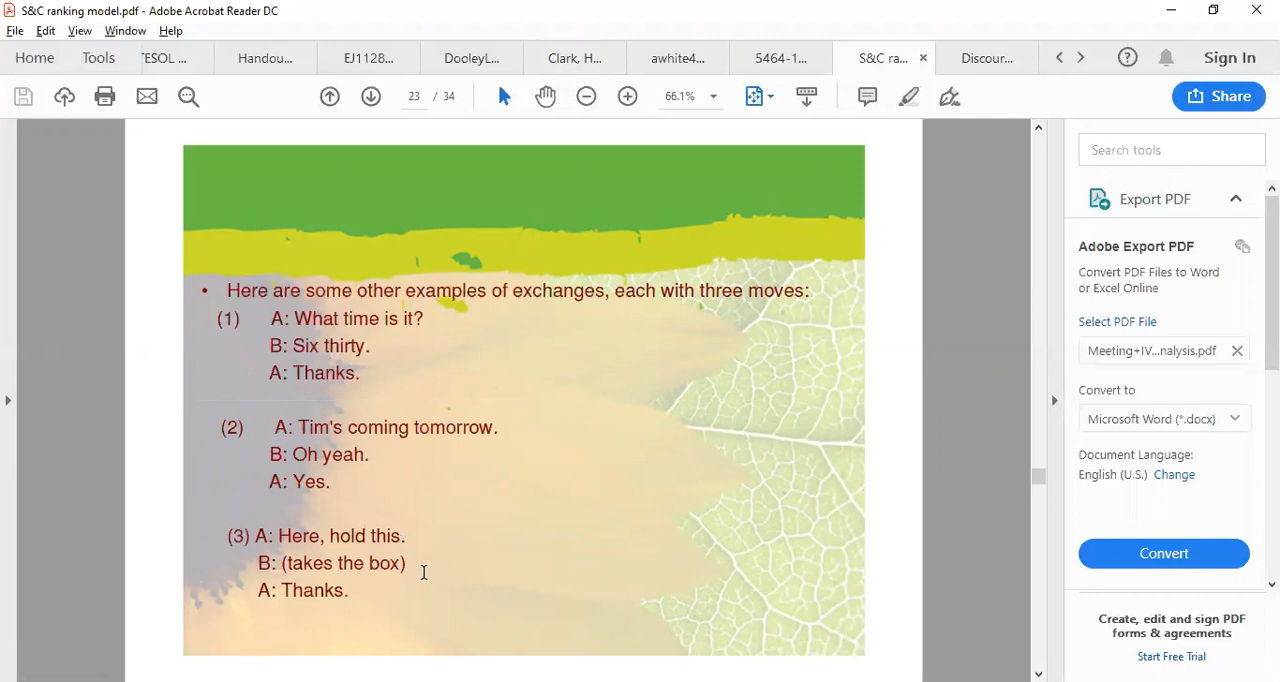 S&C ranking model.pdf - Adobe Acrobat Reader DC
File Edit View Window Help
Home Tools TESOL ... Handou... EJ1128... DooleyL... Clark, H... awhite4... 5464-1... S&C ra... × Discour... Sign In
23 / 34 66.1% Share
• Here are some other examples of exchanges, each with three moves:
(1) A: What time is it?
B: Six thirty.
A: Thanks.
(2) A: Tim's coming tomorrow.
B: Oh yeah.
A: Yes.
(3) A: Here, hold this.
B: (takes the box)
A: Thanks.
Search tools
Export PDF
Adobe Export PDF
Convert PDF Files to Word
or Excel Online
Select PDF File
Meeting+IV...nalysis.pdf
Convert to
Microsoft Word (*.docx)
Document Language:
English (U.S.) Change
Convert
Create, edit and sign PDF
forms & agreements
Start Free Trial